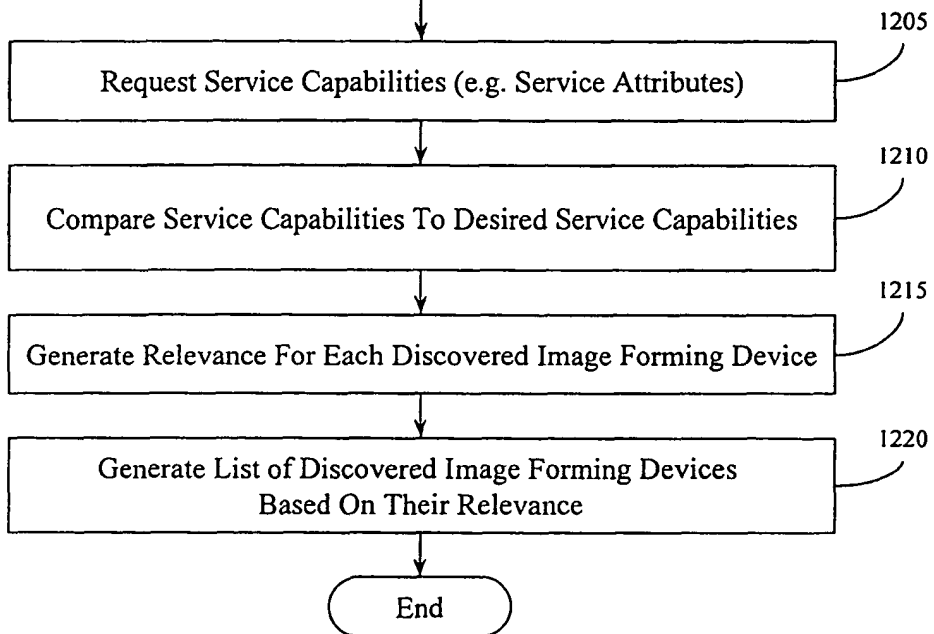 1205
Request Service Capabilities (e.g. Service Attributes)
1210
Compare Service Capabilities To Desired Service Capabilities
1215
Generate Relevance For Each Discovered Image Forming Device
1220
Generate List of Discovered Image Forming Devices
Based On Their Relevance
End